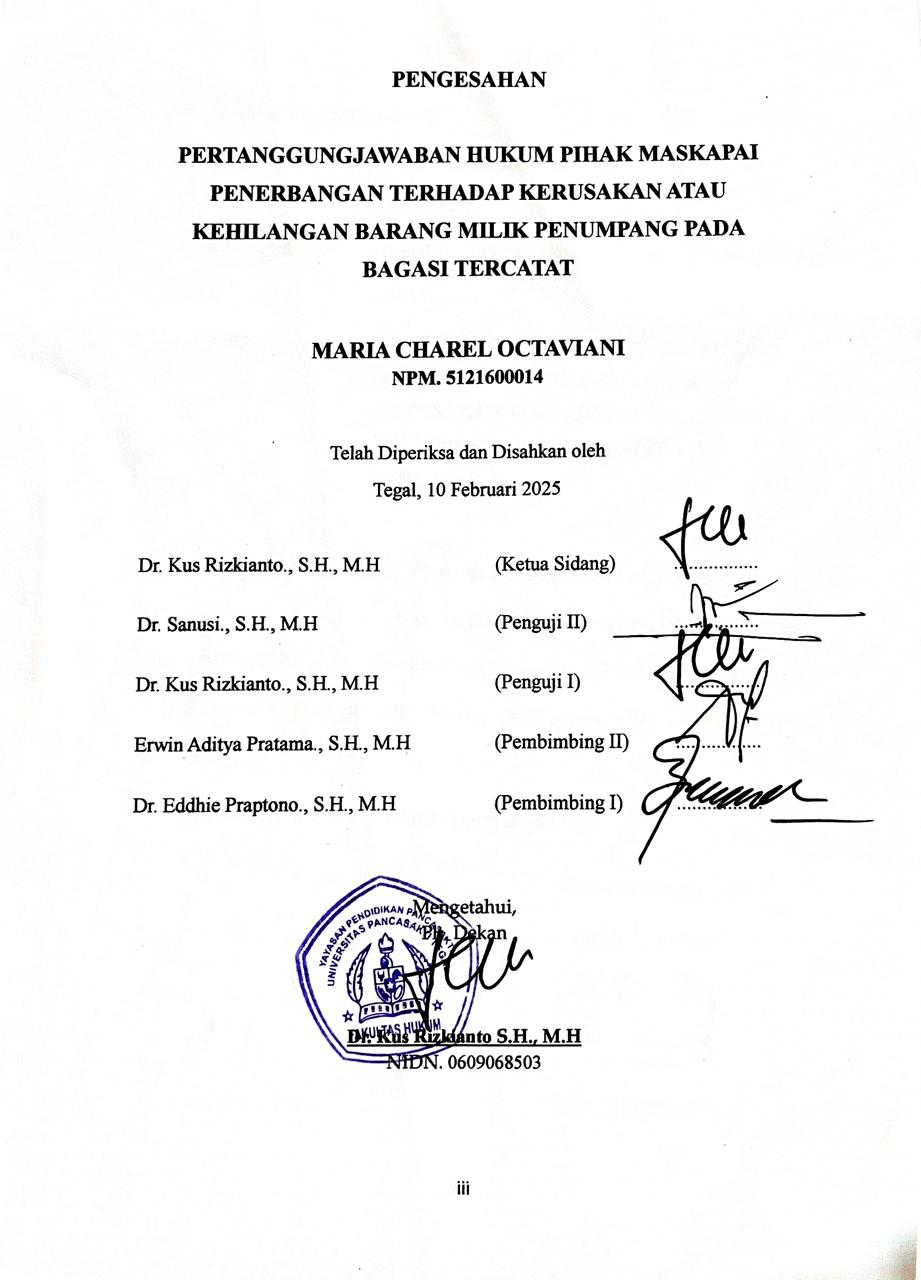 PENGESAHAN
PERTANGGUNGJAWABAN HUKUM PIHAK MASKAPAI
PENERBANGAN TERHADAP KERUSAKAN ATAU
KEHILANGAN BARANG MILIK PENUMPANG PADA
BAGASI TERCATAT
MARIA CHAREL OCTAVIANI
NPM. 5121600014
Telah Diperiksa dan Disahkan oleh
Tegal, 10 Februari 2025
Dr. Kus Rizkianto., S.H., M.H (Ketua Sidang) ................
Dr. Sanusi., S.H., M.H (Penguji II) ................
Dr. Kus Rizkianto., S.H., M.H (Penguji I) ................
Erwin Aditya Pratama., S.H., M.H (Pembimbing II) ................
Dr. Eddhie Praptono., S.H., M.H (Pembimbing I) ................
Mengetahui,
Dekan
YAYASAN PENDIDIKAN
UNIVERSITAS
FAKULTAS HUKUM
Dr. Kus Rizkianto S.H., M.H
NIDN. 0609068503
iii